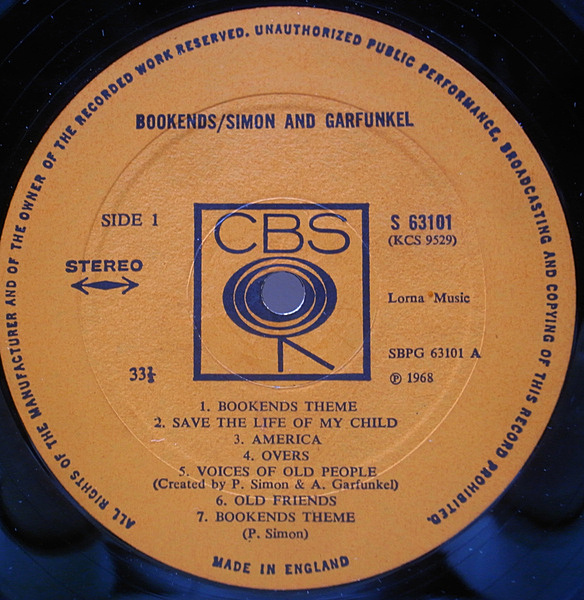 ALL RIGHTS OF THE MANUFACTURER AND OF THE OWNER OF THE RECORDED WORK RESERVED. UNAUTHORIZED PUBLIC PERFORMANCE, BROADCASTING AND COPYING OF THIS RECORD PROHIBITED.
BOOKENDS/SIMON AND GARFUNKEL
SIDE 1
STEREO
33⅓
CBS
S 63101
(KCS 9529)
Lorna Music
SBPG 63101 A
℗ 1968
1. BOOKENDS THEME
2. SAVE THE LIFE OF MY CHILD
3. AMERICA
4. OVERS
5. VOICES OF OLD PEOPLE
(Created by P. Simon & A. Garfunkel)
6. OLD FRIENDS
7. BOOKENDS THEME
(P. Simon)
MADE IN ENGLAND